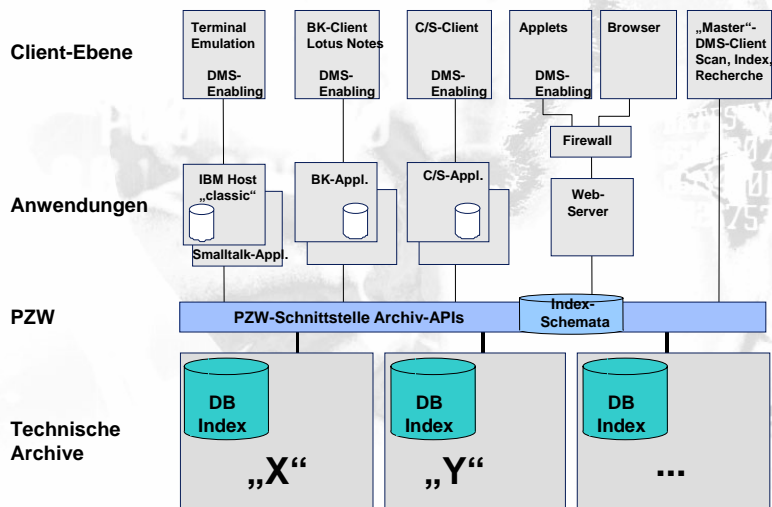 Client-Ebene
Terminal
Emulation
DMS-
Enabling
BK-Client
Lotus Notes
DMS-
Enabling
C/S-Client
DMS-
Enabling
Applets
DMS-
Enabling
Browser
„Master“-
DMS-Client
Scan, Index,
Recherche
Firewall
Anwendungen
IBM Host
„classic“
Smalltalk-Appl.
BK-Appl.
C/S-Appl.
Web-
Server
PZW
PZW-Schnittstelle Archiv-APIs
Index-
Schemata
Technische
Archive
DB
Index
„X“
DB
Index
„Y“
DB
Index
...